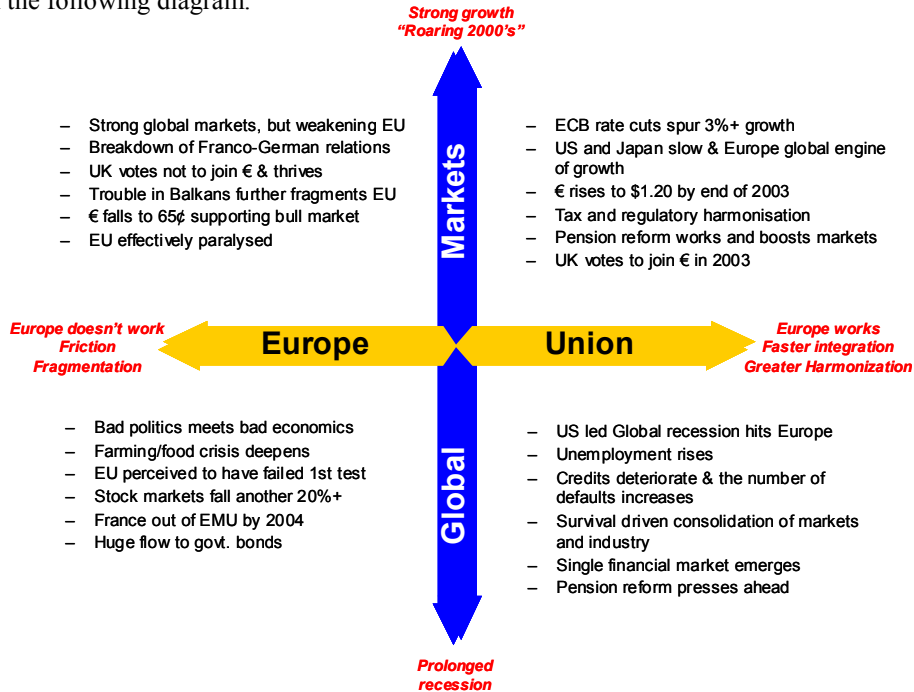 the following diagram.
Strong growth
“Roaring 2000’s”
– Strong global markets, but weakening EU
– Breakdown of Franco-German relations
– UK votes not to join € & thrives
– Trouble in Balkans further fragments EU
– € falls to 65¢ supporting bull market
– EU effectively paralysed
Markets
– ECB rate cuts spur 3%+ growth
– US and Japan slow & Europe global engine
of growth
– € rises to $1.20 by end of 2003
– Tax and regulatory harmonisation
– Pension reform works and boosts markets
– UK votes to join € in 2003
Europe doesn’t work
Friction
Fragmentation
Europe
Union
Europe works
Faster integration
Greater Harmonization
– Bad politics meets bad economics
– Farming/food crisis deepens
– EU perceived to have failed 1st test
– Stock markets fall another 20%+
– France out of EMU by 2004
– Huge flow to govt. bonds
Global
– US led Global recession hits Europe
– Unemployment rises
– Credits deteriorate & the number of
defaults increases
– Survival driven consolidation of markets
and industry
– Single financial market emerges
– Pension reform presses ahead
Prolonged
recession